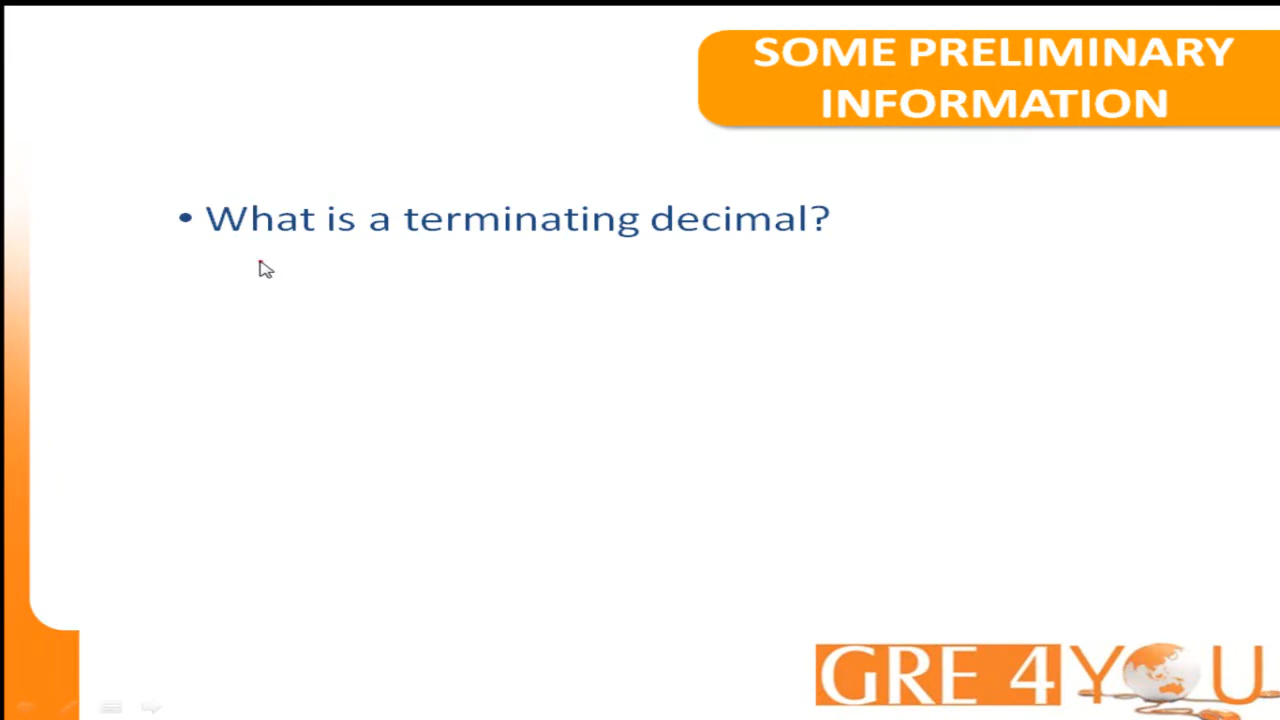 SOME PRELIMINARY
INFORMATION
• What is a terminating decimal?
GRE 4 YOU